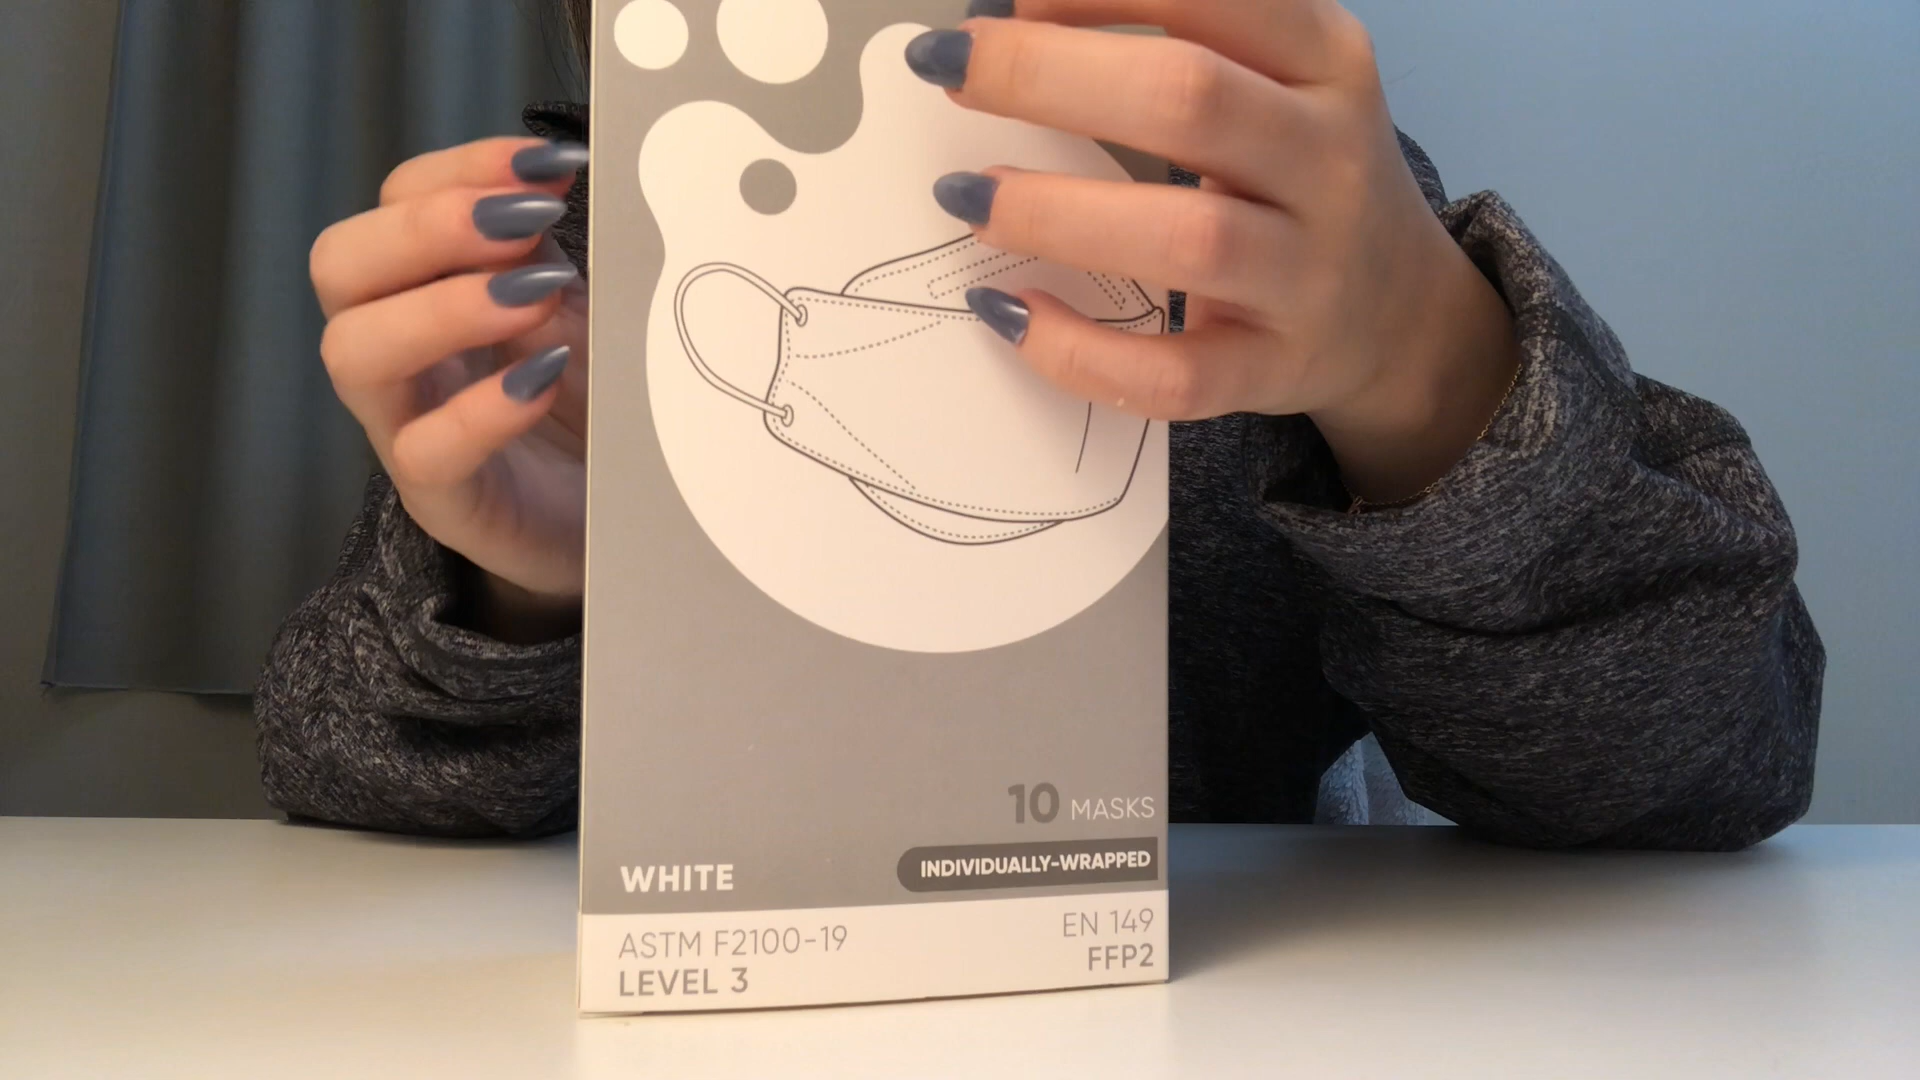 10 MASKS
INDIVIDUALLY-WRAPPED
WHITE
ASTM F2100-19
LEVEL 3
EN 149
FFP2